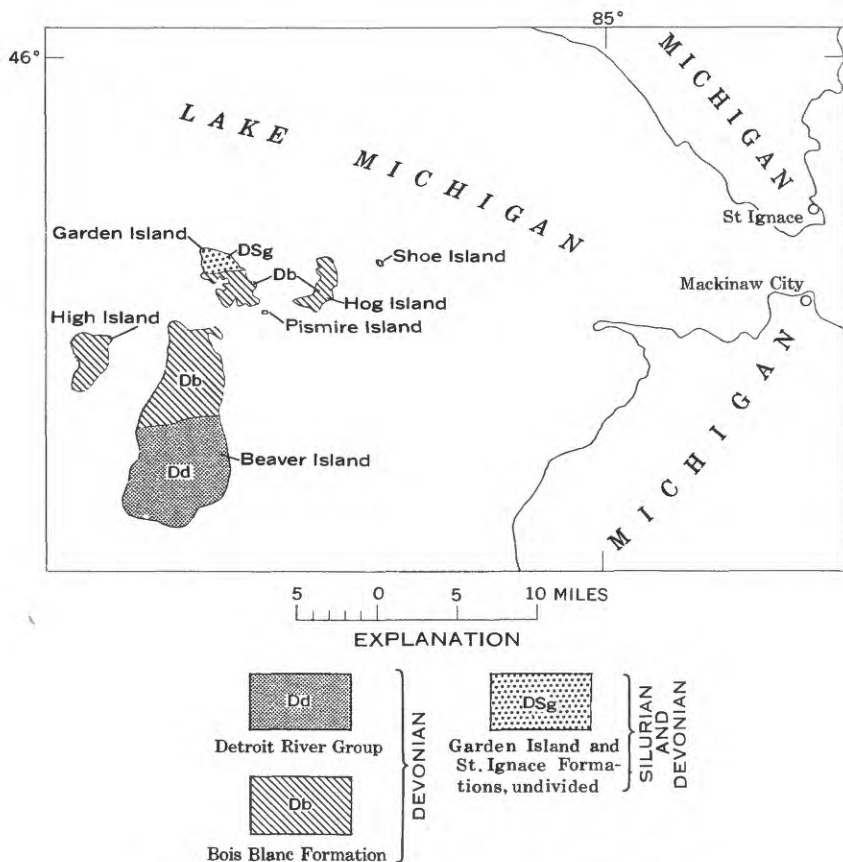 85°
46°
MICHIGAN
LAKE MICHIGAN
St Ignace
Garden Island
DSg
Db
Shoe Island
Hog Island
Mackinaw City
High Island
Pismire Island
Db
Beaver Island
Dd
MICHIGAN
5 0 5 10 MILES
EXPLANATION
Dd
Detroit River Group
Db
Bois Blanc Formation
DEVONIAN
DSg
Garden Island and
St. Ignace Forma-
tions, undivided
SILURIAN
AND
DEVONIAN